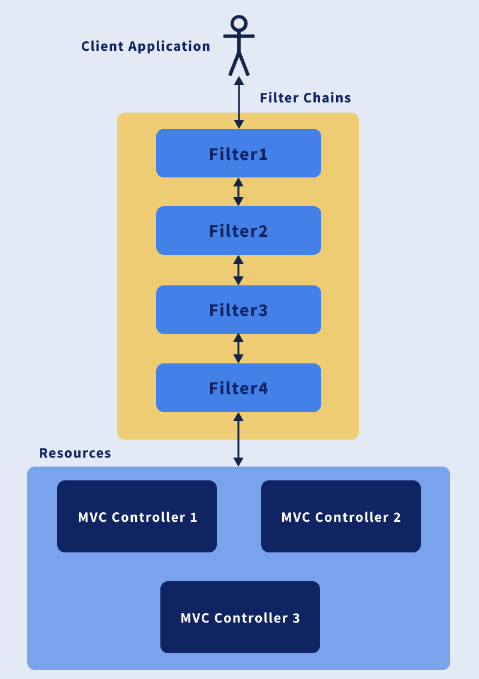 Client Application
Filter Chains
Filter1
Filter2
Filter3
Filter4
Resources
MVC Controller 1
MVC Controller 2
MVC Controller 3